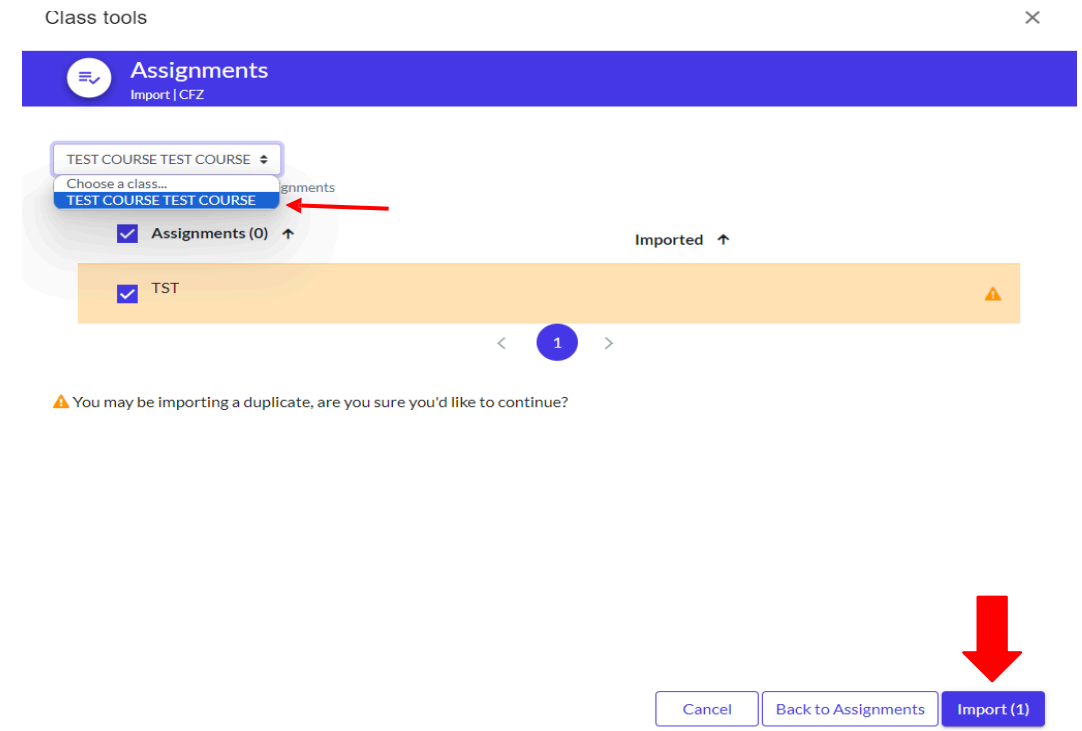 Class tools
Assignments
Import | CFZ
TEST COURSE TEST COURSE
Choose a class...
TEST COURSE TEST COURSE
Assignments (0)
Imported
TST
1
You may be importing a duplicate, are you sure you'd like to continue?
Cancel
Back to Assignments
Import (1)